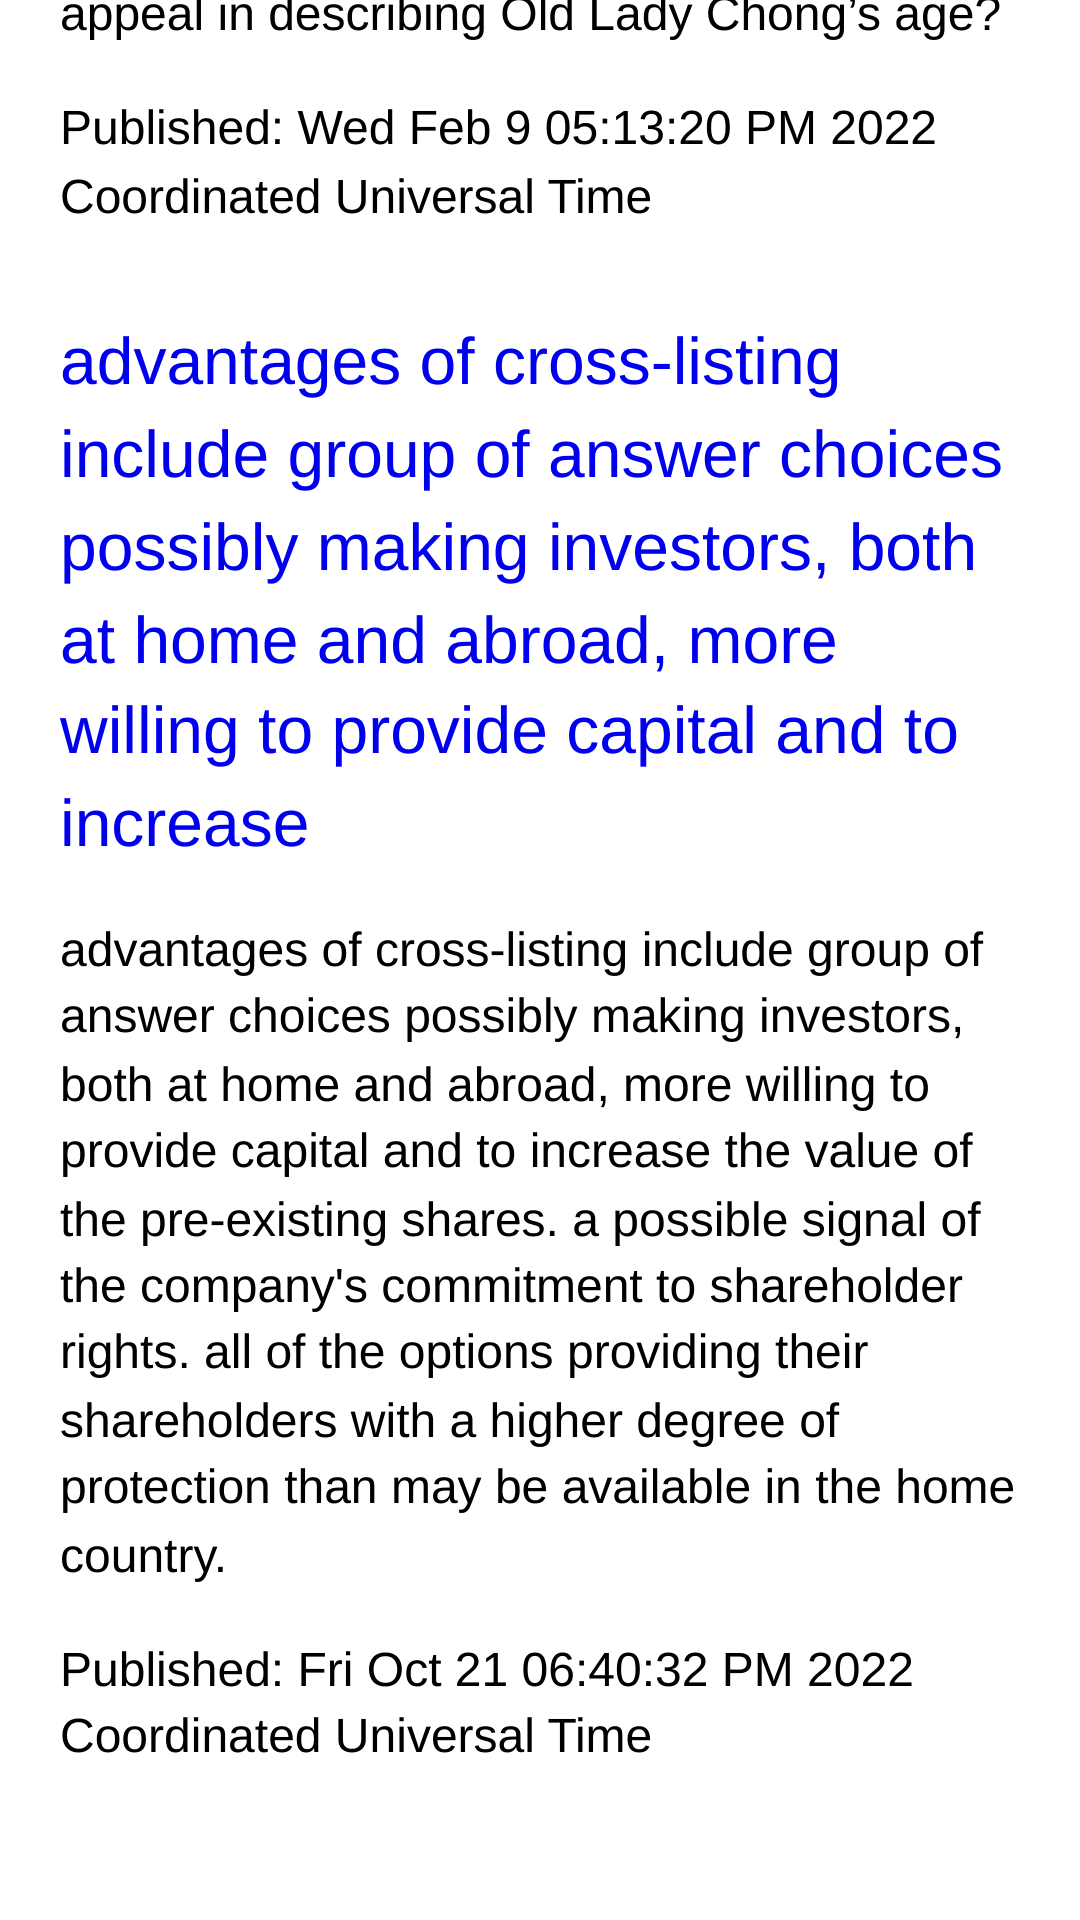 appeal in describing Old Lady Chong’s age?
Published: Wed Feb 9 05:13:20 PM 2022
Coordinated Universal Time
advantages of cross-listing
include group of answer choices
possibly making investors, both
at home and abroad, more
willing to provide capital and to
increase
advantages of cross-listing include group of
answer choices possibly making investors,
both at home and abroad, more willing to
provide capital and to increase the value of
the pre-existing shares. a possible signal of
the company's commitment to shareholder
rights. all of the options providing their
shareholders with a higher degree of
protection than may be available in the home
country.
Published: Fri Oct 21 06:40:32 PM 2022
Coordinated Universal Time